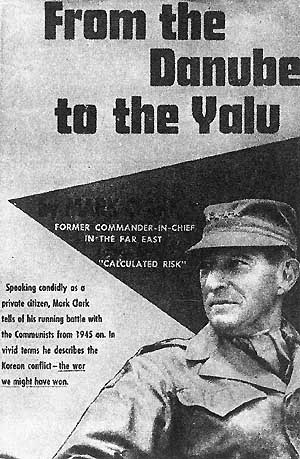 From the
Danube
to the Yalu
by MARK
FORMER COMMANDER-IN-CHIEF
IN THE FAR EAST
"CALCULATED RISK"
Speaking candidly as a
private citizen, Mark Clark
tells of his running battle with
the Communists from 1945 on. In
vivid terms he describes the
Korean conflict—the war
we might have won.